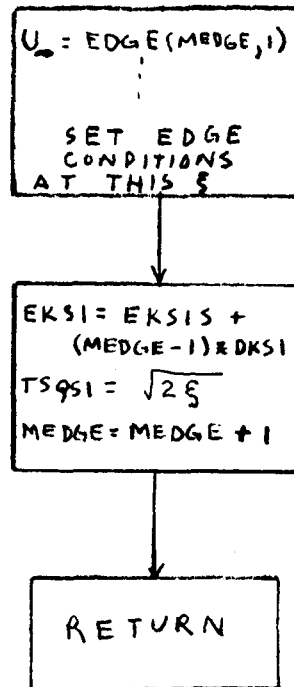 U∞ = EDGE(MEDGE,1)
SET EDGE
CONDITIONS
AT THIS ξ
EKSI = EKSIS +
(MEDGE-1)*DKSI
TSQSI = √2ξ
MEDGE = MEDGE + 1
RETURN